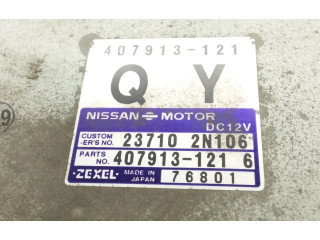 407913-121
Q Y
NISSAN MOTOR
DC12V
CUSTOM -ER'S NO. 23710 2N106
PARTS NO. 407913-121 6
ZEXEL MADE IN JAPAN 76801
9